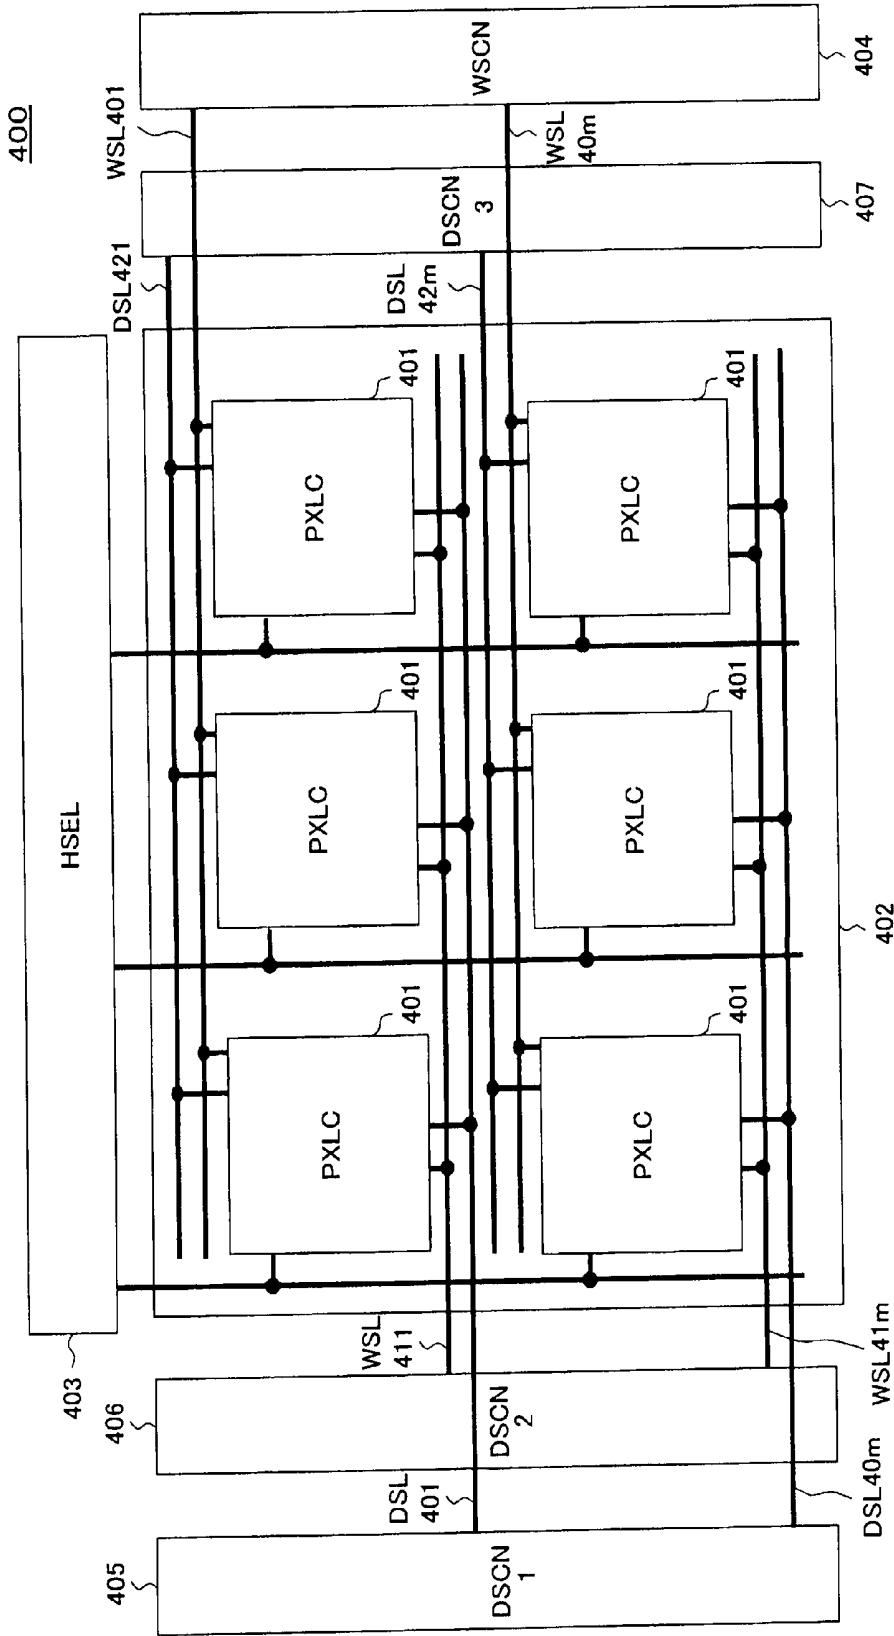 400
403
HSEL
405
DSCN
1
406
DSCN
2
DSL
401
WSL
411
DSL40m
WSL41m
402
PXLC
401
PXLC
401
PXLC
401
PXLC
401
PXLC
401
PXLC
401
DSL421
DSL
42m
DSCN
3
407
WSL401
WSL
40m
WSCN
404